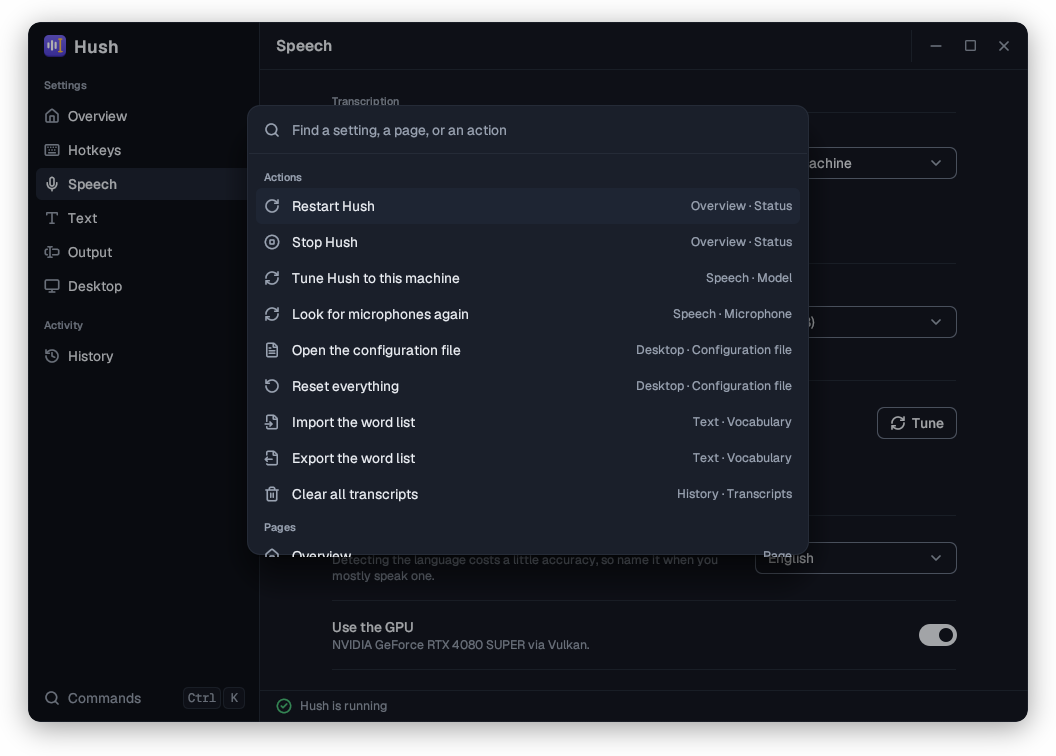 Hush
Speech
Settings
Overview
Hotkeys
Speech
Text
Output
Desktop
Activity
History
Commands
Ctrl K
Transcription
Find a setting, a page, or an action
achine
Actions
Restart Hush Overview · Status
Stop Hush Overview · Status
Tune Hush to this machine Speech · Model
Look for microphones again Speech · Microphone
Open the configuration file Desktop · Configuration file
Reset everything Desktop · Configuration file
Import the word list Text · Vocabulary
Export the word list Text · Vocabulary
Clear all transcripts History · Transcripts
Pages
Overview Page
Tune
Detecting the language costs a little accuracy, so name it when you
mostly speak one.
English
Use the GPU
NVIDIA GeForce RTX 4080 SUPER via Vulkan.
Hush is running